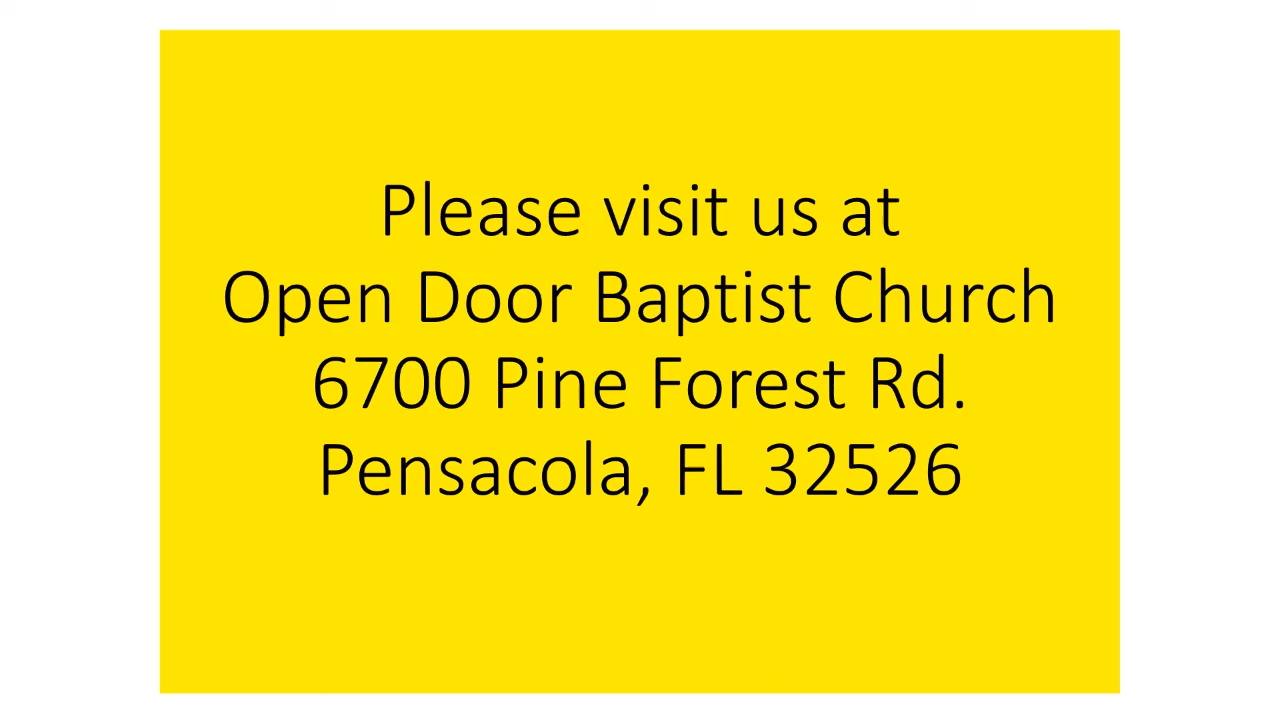 Please visit us at
Open Door Baptist Church
6700 Pine Forest Rd.
Pensacola, FL 32526